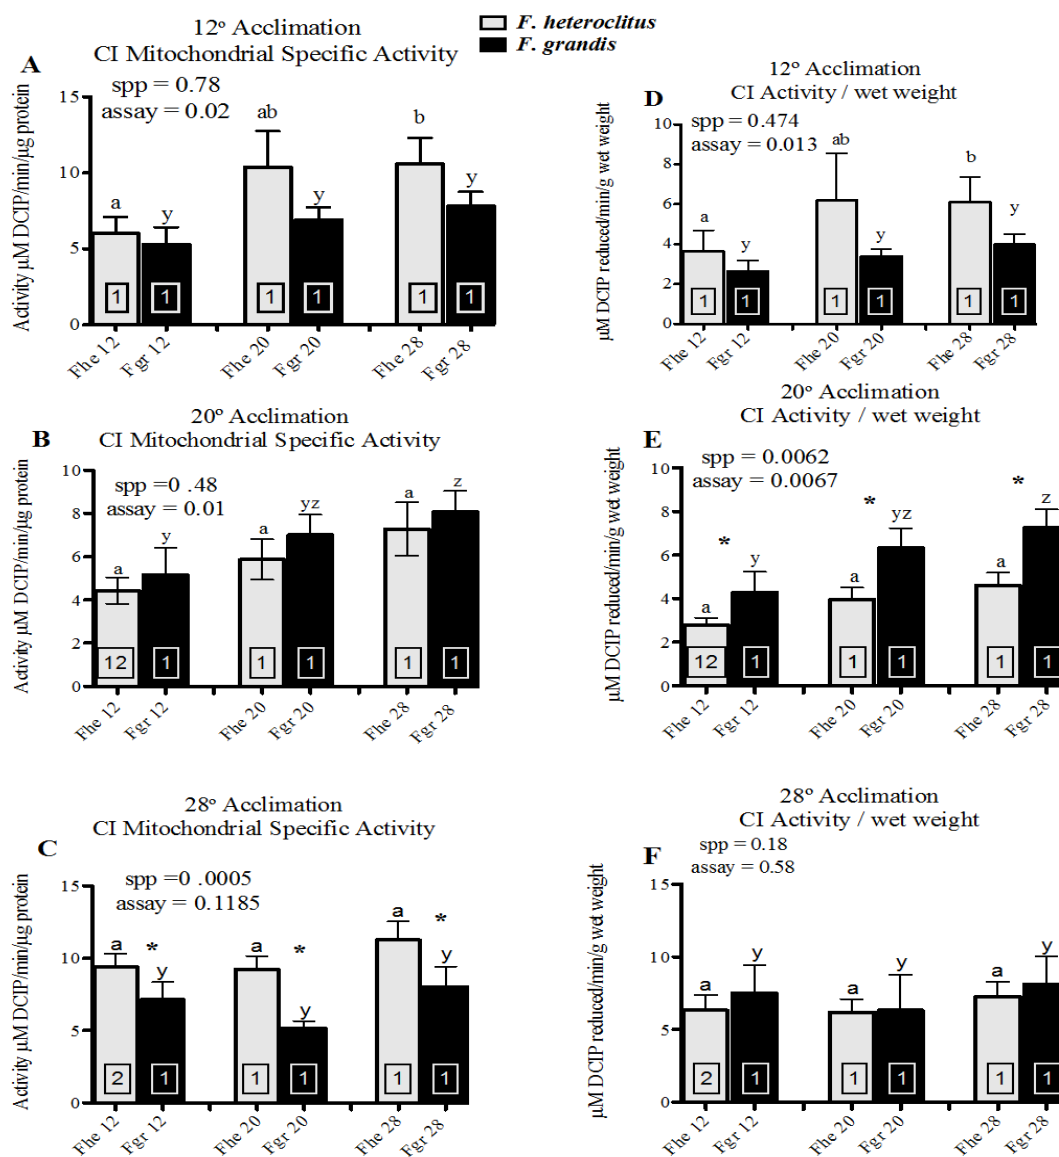 F. heteroclitus
F. grandis
12º Acclimation
CI Mitochondrial Specific Activity
A
spp = 0.78
assay = 0.02
Activity µM DCIP/min/µg protein
15
10
5
0
a
y
ab
y
b
y
1
1
1
1
1
1
Fhe 12
Fgr 12
Fhe 20
Fgr 20
Fhe 28
Fgr 28
12º Acclimation
CI Activity / wet weight
D
spp = 0.474
assay = 0.013
µM DCIP reduced/min/g wet weight
10
8
6
4
2
0
a
y
ab
y
b
y
1
1
1
1
1
1
Fhe 12
Fgr 12
Fhe 20
Fgr 20
Fhe 28
Fgr 28
20º Acclimation
CI Mitochondrial Specific Activity
B
spp =0 .48
assay = 0.01
Activity µM DCIP/min/µg protein
10
8
6
4
2
0
a
y
a
yz
a
z
12
1
1
1
1
1
Fhe 12
Fgr 12
Fhe 20
Fgr 20
Fhe 28
Fgr 28
20º Acclimation
CI Activity / wet weight
E
spp = 0.0062
assay = 0.0067
µM DCIP reduced/min/g wet weight
10
8
6
4
2
0
a
*
y
a
*
yz
a
*
z
12
1
1
1
1
1
Fhe 12
Fgr 12
Fhe 20
Fgr 20
Fhe 28
Fgr 28
28º Acclimation
CI Mitochondrial Specific Activity
C
spp =0 .0005
assay = 0.1185
Activity µM DCIP/min/µg protein
15
10
5
0
a
*
y
a
*
y
a
*
y
2
1
1
1
1
1
Fhe 12
Fgr 12
Fhe 20
Fgr 20
Fhe 28
Fgr 28
28º Acclimation
CI Activity / wet weight
F
spp = 0.18
assay = 0.58
µM DCIP reduced/min/g wet weight
15
10
5
0
a
y
a
y
a
y
2
1
1
1
1
1
Fhe 12
Fgr 12
Fhe 20
Fgr 20
Fhe 28
Fgr 28